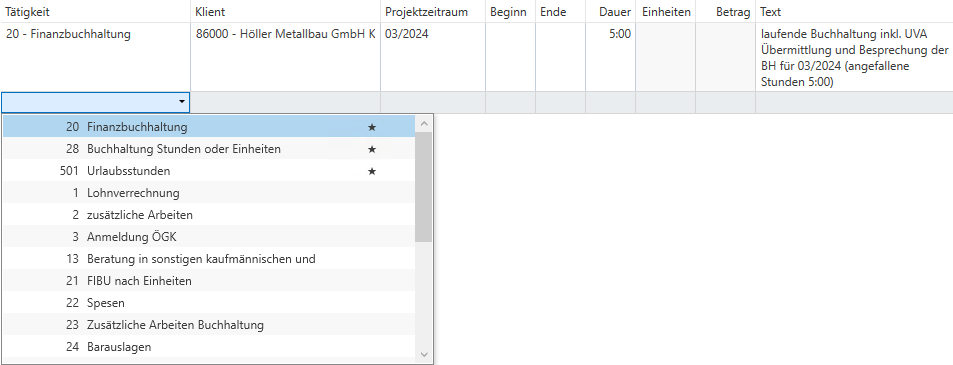 Tätigkeit Klient Projektzeitraum Beginn Ende Dauer Einheiten Betrag Text
20 - Finanzbuchhaltung 86000 - Höller Metallbau GmbH K 03/2024 5:00 laufende Buchhaltung inkl. UVA
Übermittlung und Besprechung der
BH für 03/2024 (angefallene
Stunden 5:00)
20 Finanzbuchhaltung ★
28 Buchhaltung Stunden oder Einheiten ★
501 Urlaubsstunden ★
1 Lohnverrechnung
2 zusätzliche Arbeiten
3 Anmeldung ÖGK
13 Beratung in sonstigen kaufmännischen und
21 FIBU nach Einheiten
22 Spesen
23 Zusätzliche Arbeiten Buchhaltung
24 Barauslagen